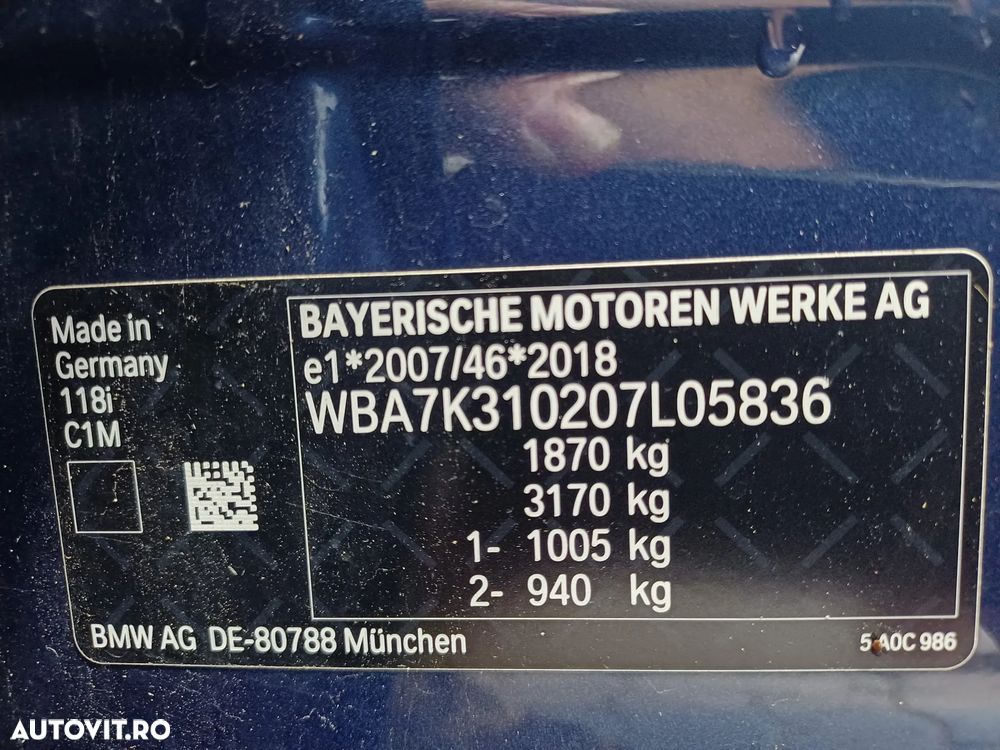 Made in
Germany
118i
C1M
BAYERISCHE MOTOREN WERKE AG
e1*2007/46*2018
WBA7K310207L05836
1870 kg
3170 kg
1- 1005 kg
2- 940 kg
BMW AG DE-80788 München
5 A0C 986
AUTOVIT.RO